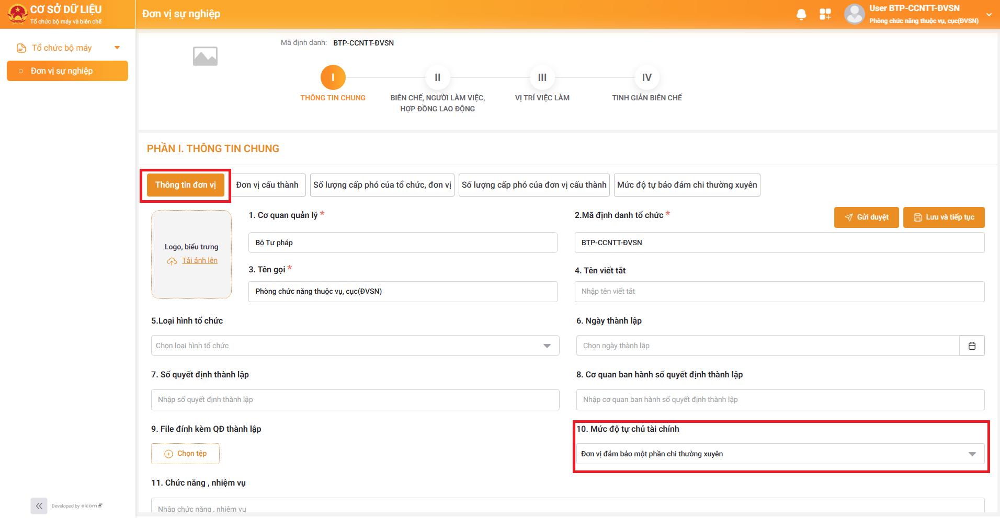 CƠ SỞ DỮ LIỆU
Tổ chức bộ máy và biên chế
Đơn vị sự nghiệp
User BTP-CCNTT-ĐVSN
Phòng chức năng thuộc vụ, cục(ĐVSN)
Tổ chức bộ máy
Đơn vị sự nghiệp
Mã định danh: BTP-CCNTT-ĐVSN
I
II
III
IV
THÔNG TIN CHUNG
BIÊN CHẾ, NGƯỜI LÀM VIỆC,
HỢP ĐỒNG LAO ĐỘNG
VỊ TRÍ VIỆC LÀM
TINH GIẢN BIÊN CHẾ
PHẦN I. THÔNG TIN CHUNG
Thông tin đơn vị
Đơn vị cấu thành
Số lượng cấp phó của tổ chức, đơn vị
Số lượng cấp phó của đơn vị cấu thành
Mức độ tự bảo đảm chi thường xuyên
Logo, biểu trưng
Tải ảnh lên
1. Cơ quan quản lý *
2.Mã định danh tổ chức *
Gửi duyệt
Lưu và tiếp tục
Bộ Tư pháp
BTP-CCNTT-ĐVSN
3. Tên gọi *
4. Tên viết tắt
Phòng chức năng thuộc vụ, cục(ĐVSN)
Nhập tên viết tắt
5.Loại hình tổ chức
6. Ngày thành lập
Chọn loại hình tổ chức
Chọn ngày thành lập
7. Số quyết định thành lập
8. Cơ quan ban hành số quyết định thành lập
Nhập số quyết định thành lập
Nhập cơ quan ban hành số quyết định thành lập
9. File đính kèm QĐ thành lập
10. Mức độ tự chủ tài chính
Chọn tệp
Đơn vị đảm bảo một phần chi thường xuyên
11. Chức năng , nhiệm vụ
Nhập chức năng , nhiệm vụ
Developed by elcom